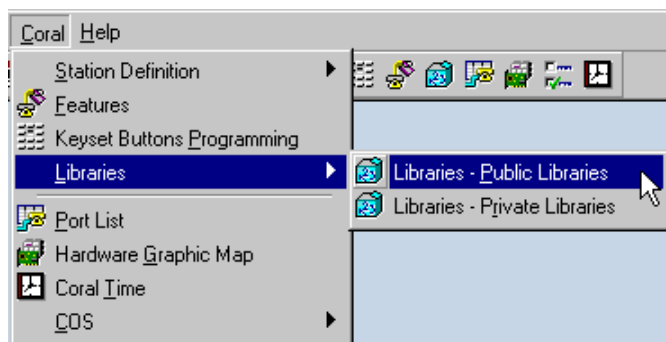 Coral Help
Station Definition
Features
Keyset Buttons Programming
Libraries
Libraries - Public Libraries
Libraries - Private Libraries
Port List
Hardware Graphic Map
Coral Time
COS